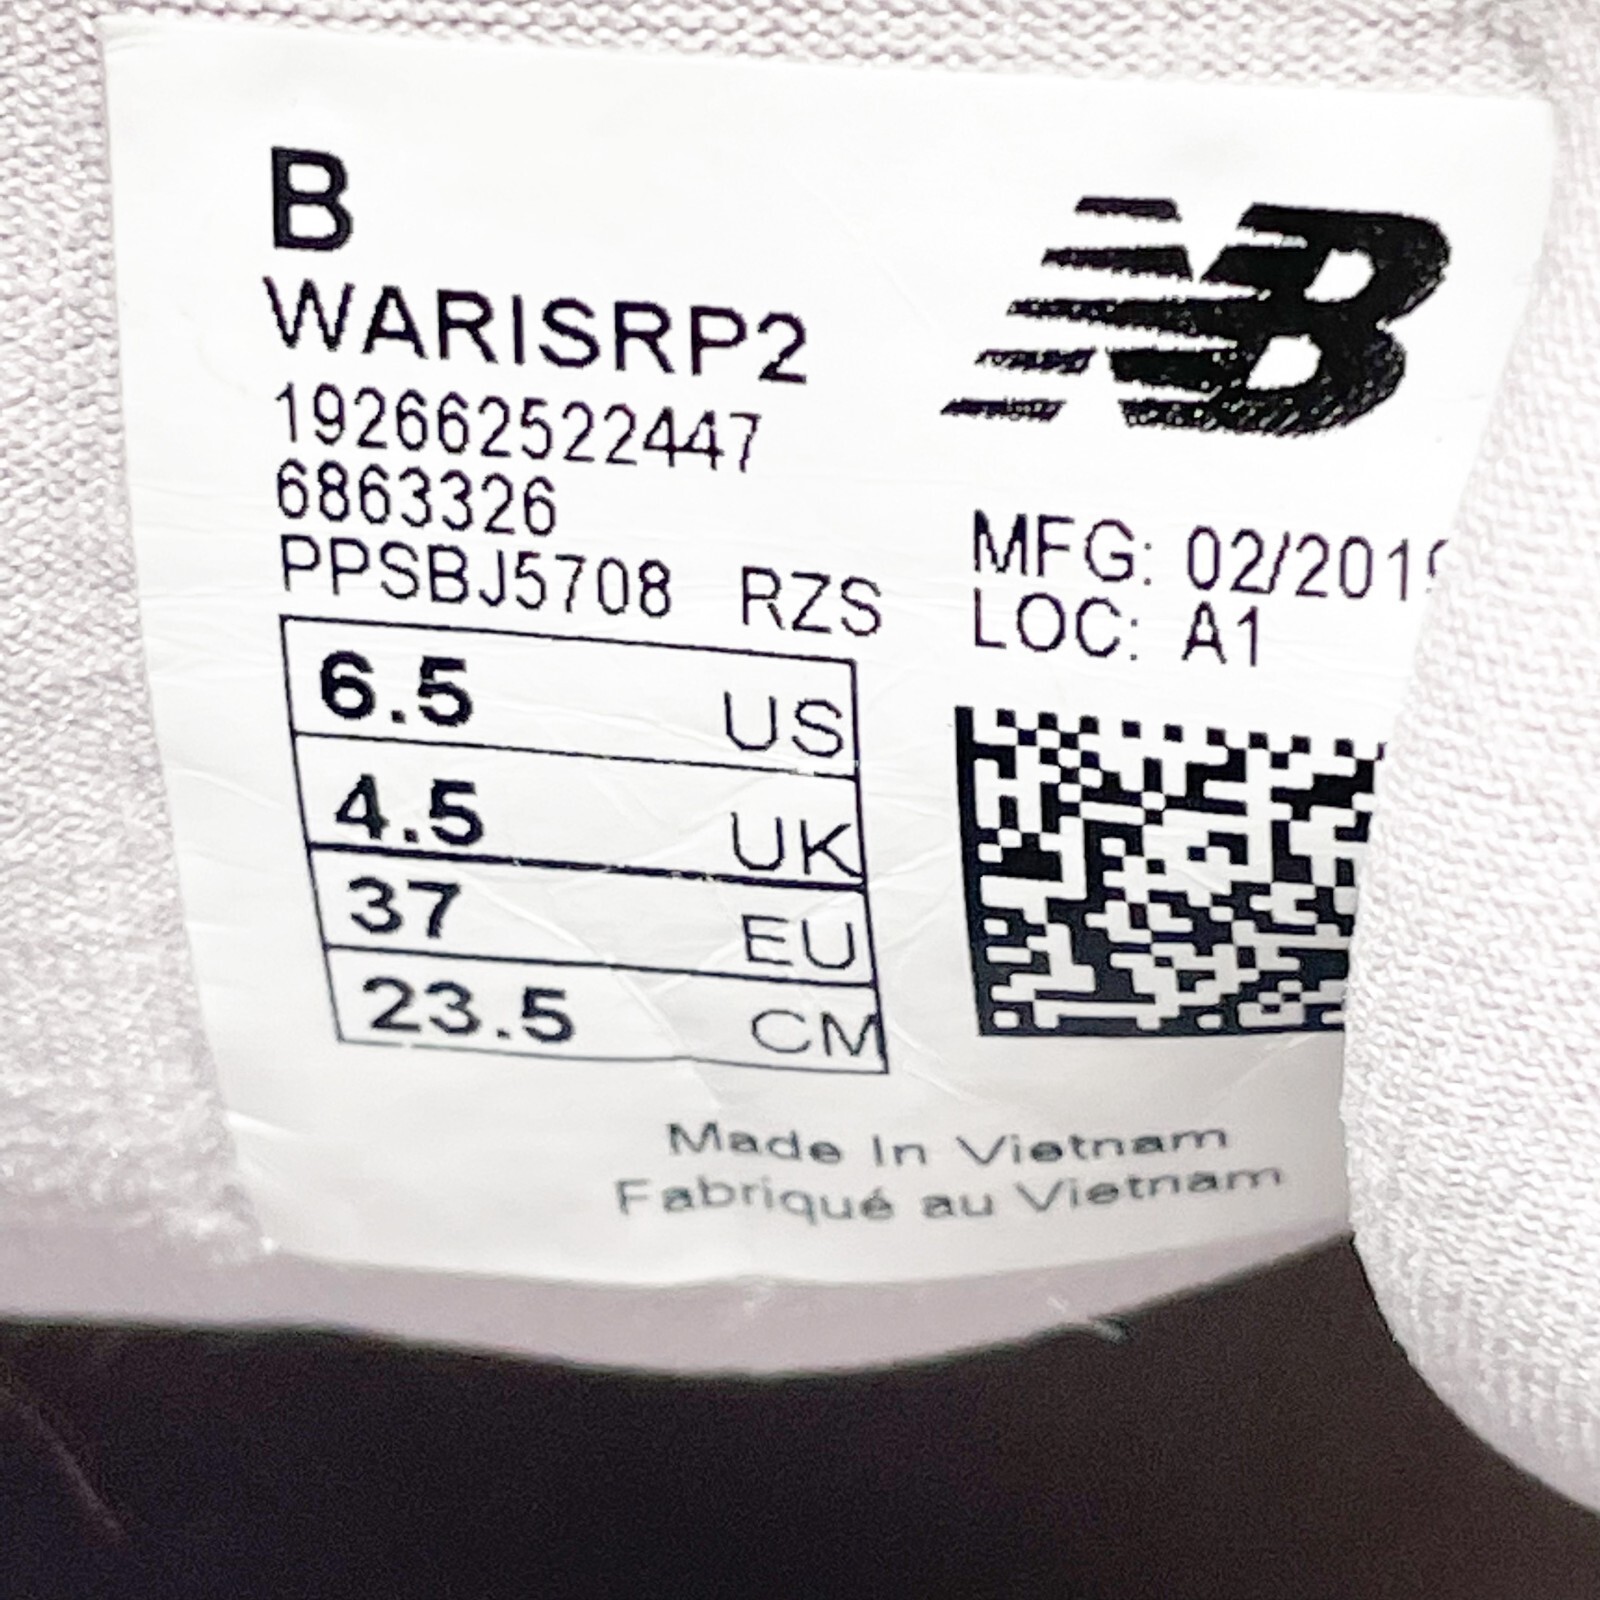 B
WARISRP2
192662522447
6863326
PPSBJ5708 RZS
6.5 US
4.5 UK
37 EU
23.5 CM
NB
MFG: 02/201
LOC: A1
Made In Vietnam
Fabriqué au Vietnam